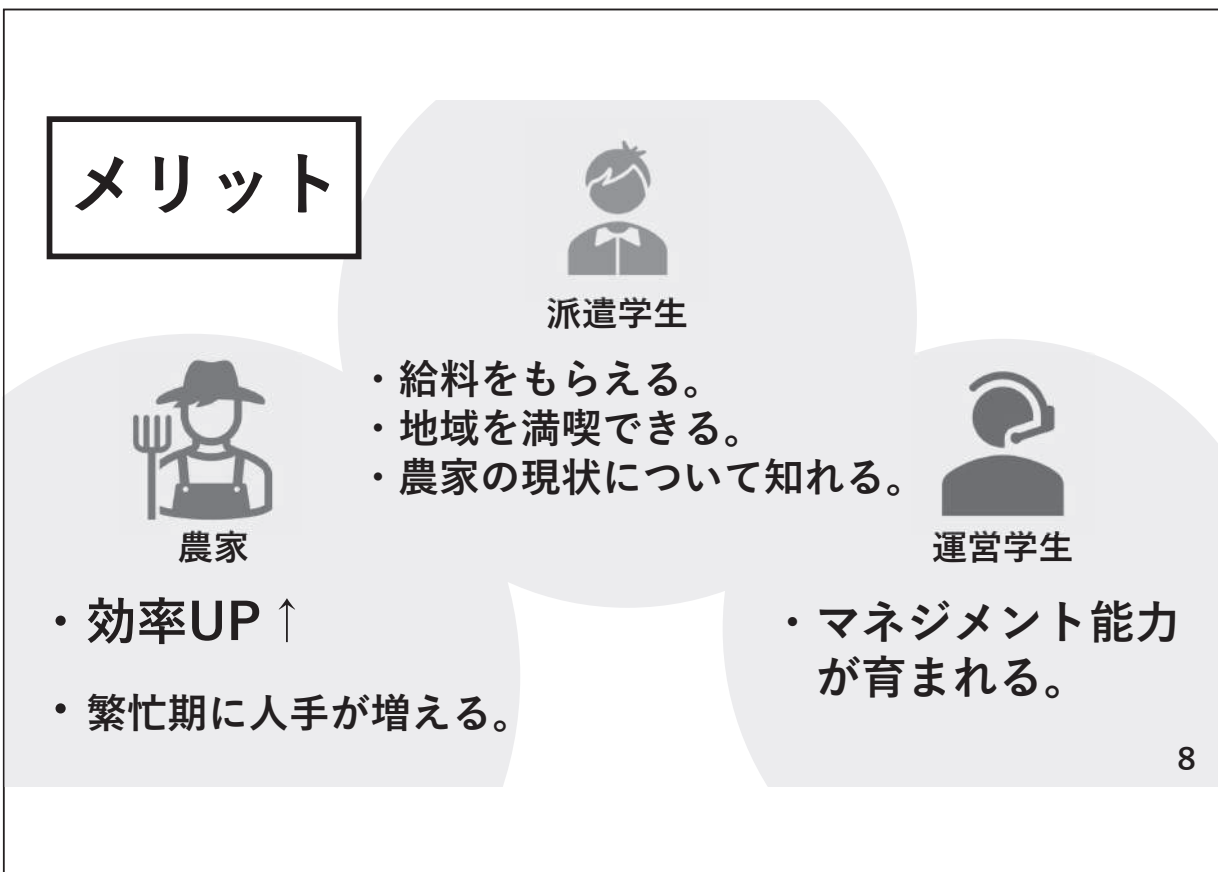 メリット
派遣学生
・給料をもらえる。
・地域を満喫できる。
・農家の現状について知れる。
農家
・効率UP↑
・繁忙期に人手が増える。
運営学生
・マネジメント能力
が育まれる。
8